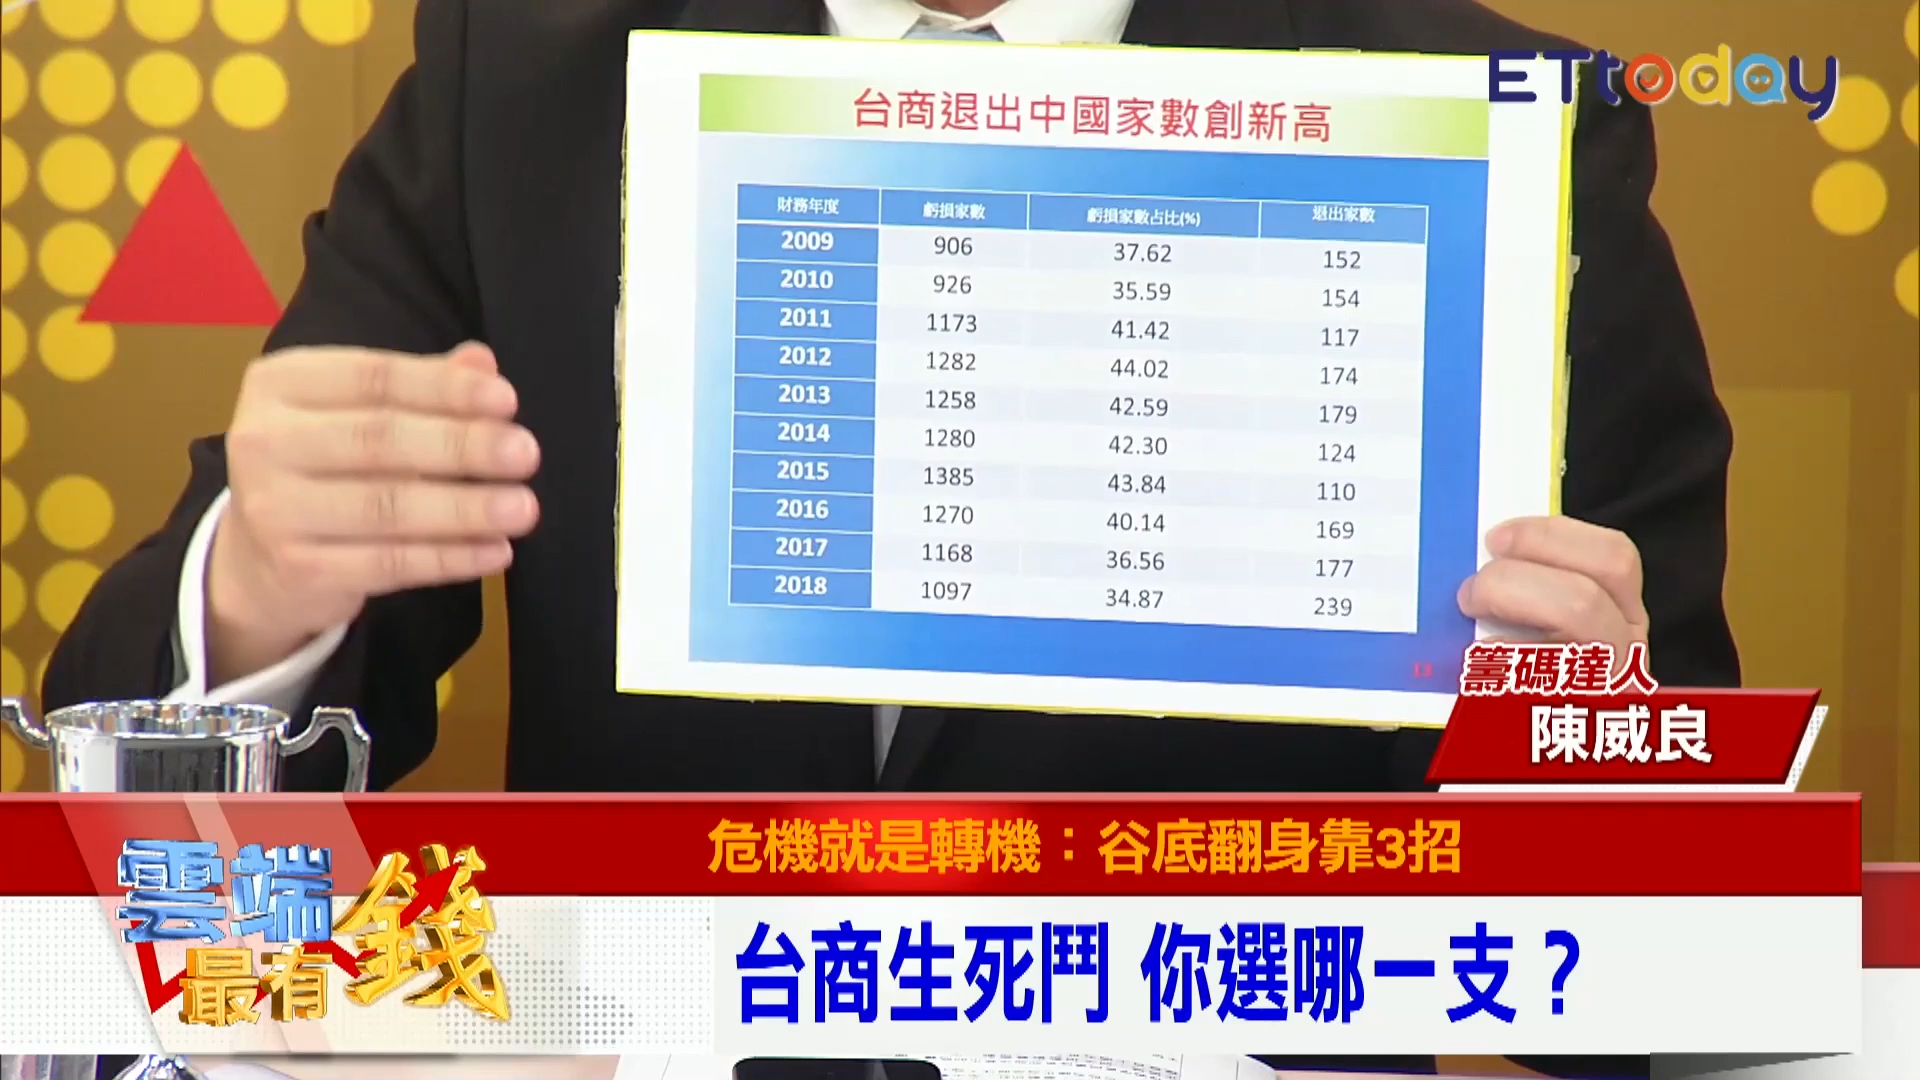 ETtoday
台商退出中國家數創新高
財務年度 虧損家數 虧損家數占比(%) 退出家數
2009 906 37.62 152
2010 926 35.59 154
2011 1173 41.42 117
2012 1282 44.02 174
2013 1258 42.59 179
2014 1280 42.30 124
2015 1385 43.84 110
2016 1270 40.14 169
2017 1168 36.56 177
2018 1097 34.87 239
13
籌碼達人
陳威良
危機就是轉機：谷底翻身靠3招
雲端
最有錢
台商生死鬥 你選哪一支？